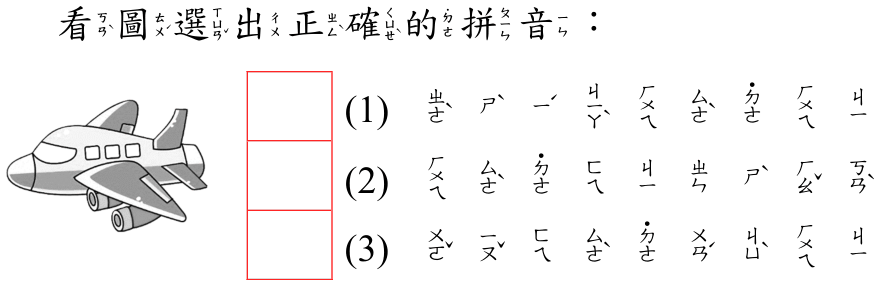 看ㄎㄢˋ圖ㄊㄨˊ選ㄒㄩㄢˇ出ㄔㄨ正ㄓㄥˋ確ㄑㄩㄝˋ的˙ㄉㄜ拼ㄆㄧㄣ音ㄧㄣ：
(1) ㄓㄜˋ ㄕˋ ㄧˊ ㄐㄧㄚˋ ㄏㄨㄟ ㄙㄜˋ ˙ㄉㄜ ㄏㄨㄟ ㄐㄧ
(2) ㄏㄨㄟ ㄙㄜˋ ˙ㄉㄜ ㄈㄟ ㄐㄧ ㄓㄣ ㄕˋ ㄏㄠˇ ㄎㄢˋ
(3) ㄨㄛˇ ㄧㄡˇ ㄈㄟ ㄙㄜˋ ˙ㄉㄜ ㄨㄢˊ ㄐㄩˋ ㄏㄨㄟ ㄐㄧ